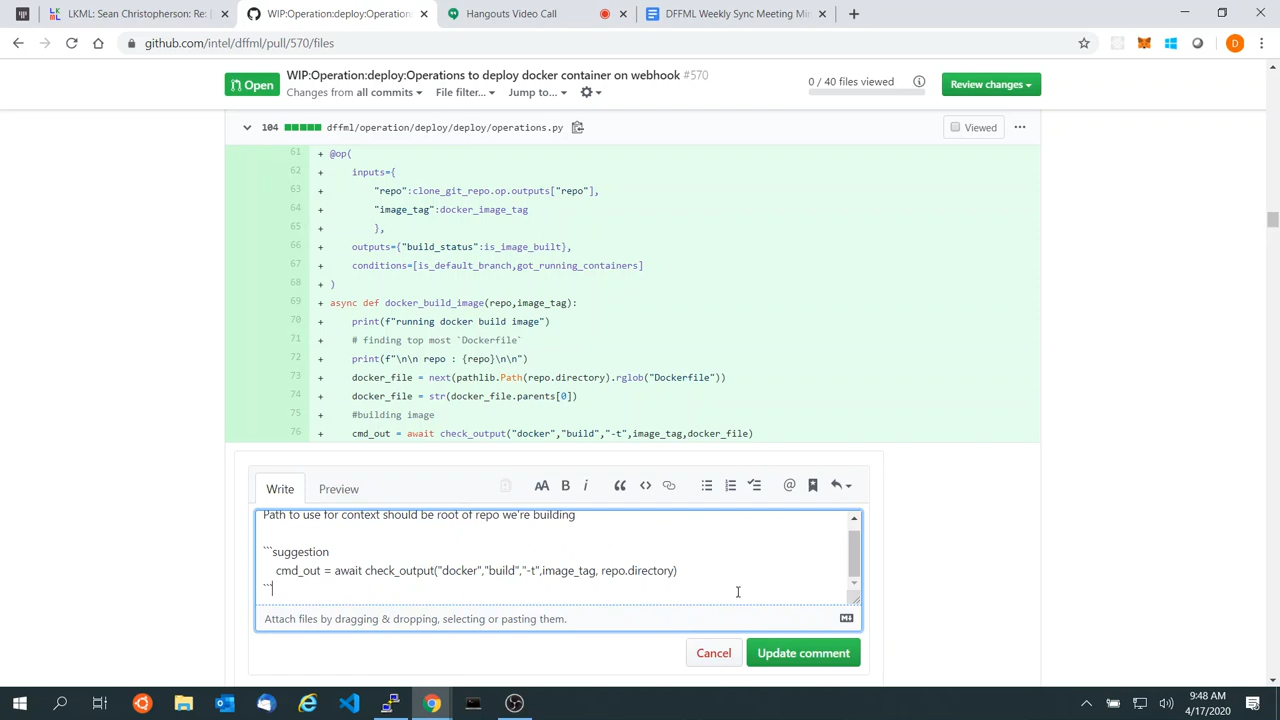 LKML: Sean Christopherson: Re: [
WIP:Operation:deploy:Operation
Hangouts Video Call
DFFML Weekly Sync Meeting Min
github.com/intel/dffml/pull/570/files
D
Open
WIP:Operation:deploy:Operations to deploy docker container on webhook #570
Changes from all commits
File filter...
Jump to...
0 / 40 files viewed
Review changes
104
dffml/operation/deploy/deploy/operations.py
Viewed
61 + @op(
62 + inputs={
63 + "repo":clone_git_repo.op.outputs["repo"],
64 + "image_tag":docker_image_tag
65 + },
66 + outputs={"build_status":is_image_built},
67 + conditions=[is_default_branch,got_running_containers]
68 + )
69 + async def docker_build_image(repo,image_tag):
70 + print(f"running docker build image")
71 + # finding top most `Dockerfile`
72 + print(f"\n\n repo : {repo}\n\n")
73 + docker_file = next(pathlib.Path(repo.directory).rglob("Dockerfile"))
74 + docker_file = str(docker_file.parents[0])
75 + #building image
76 + cmd_out = await check_output("docker","build","-t",image_tag,docker_file)
Write
Preview
Path to use for context should be root of repo we're building
```suggestion
cmd_out = await check_output("docker","build","-t",image_tag, repo.directory)
```
Attach files by dragging & dropping, selecting or pasting them.
Cancel
Update comment
9:48 AM
4/17/2020